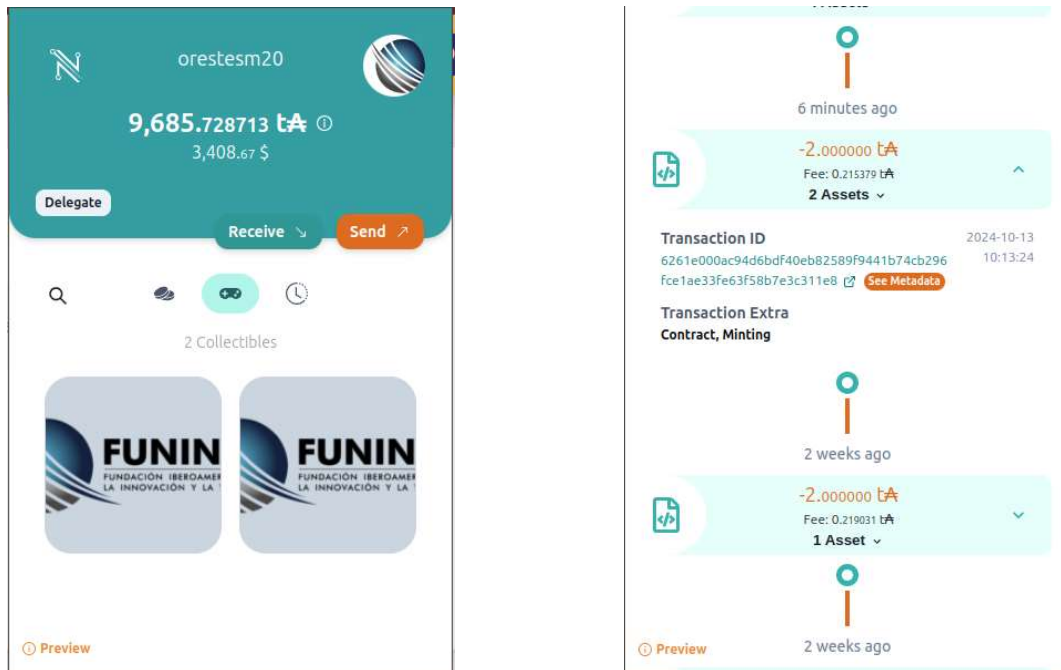 orestesm20
9,685.728713 t₳
3,408.67 $
Delegate
Receive
Send
2 Collectibles
FUNIN
FUNDACIÓN IBEROAMER
LA INNOVACIÓN Y LA
FUNIN
FUNDACIÓN IBEROAMER
LA INNOVACIÓN Y LA
Preview
6 minutes ago
-2.000000 t₳
Fee: 0.215379 t₳
2 Assets
Transaction ID
2024-10-13
10:13:24
6261e000ac94d6bdf40eb82589f9441b74cb296
fce1ae33fe63f58b7e3c311e8 See Metadata
Transaction Extra
Contract, Minting
2 weeks ago
-2.000000 t₳
Fee: 0.219031 t₳
1 Asset
Preview
2 weeks ago